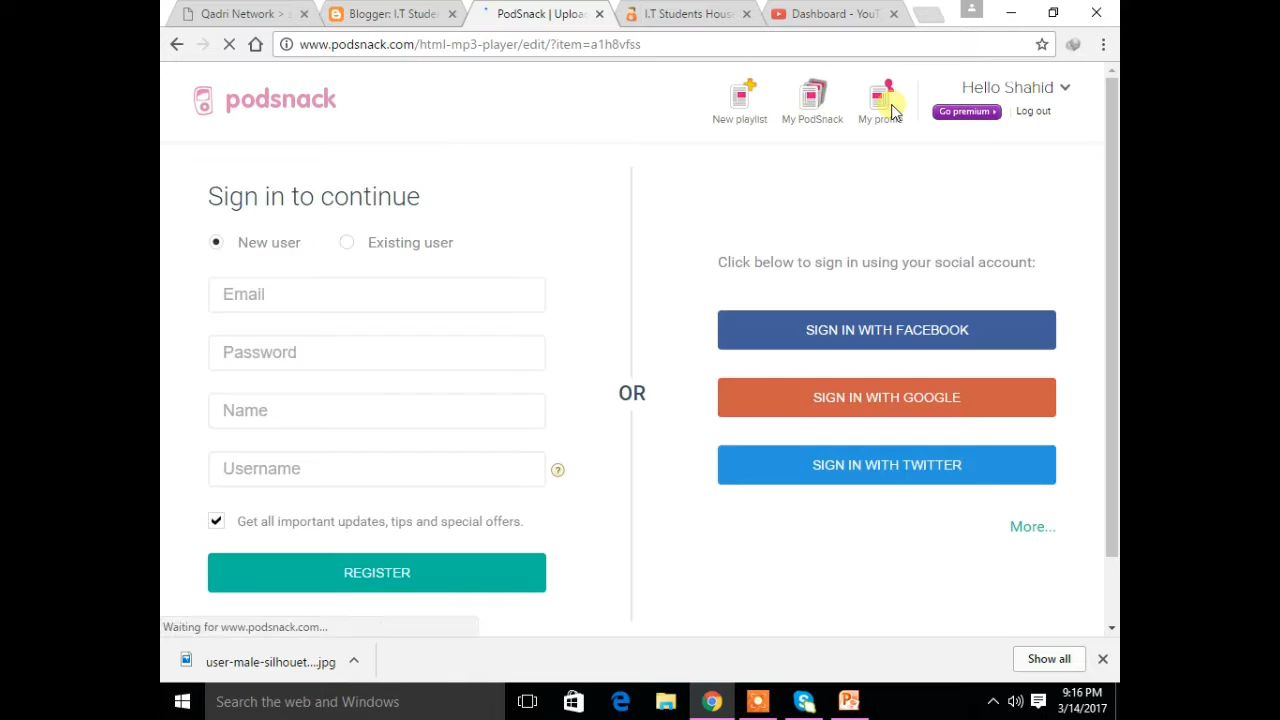 Qadri Network > s
Blogger: I.T Stude
PodSnack | Uploa
I.T Students Hous
Dashboard - YouT
www.podsnack.com/html-mp3-player/edit/?item=a1h8vfss
podsnack
New playlist
My PodSnack
My profile
Hello Shahid
Go premium
Log out
Sign in to continue
New user
Existing user
Email
Password
Name
Username
?
Get all important updates, tips and special offers.
REGISTER
OR
Click below to sign in using your social account:
SIGN IN WITH FACEBOOK
SIGN IN WITH GOOGLE
SIGN IN WITH TWITTER
More...
Waiting for www.podsnack.com...
user-male-silhouet....jpg
Show all
Search the web and Windows
9:16 PM
3/14/2017